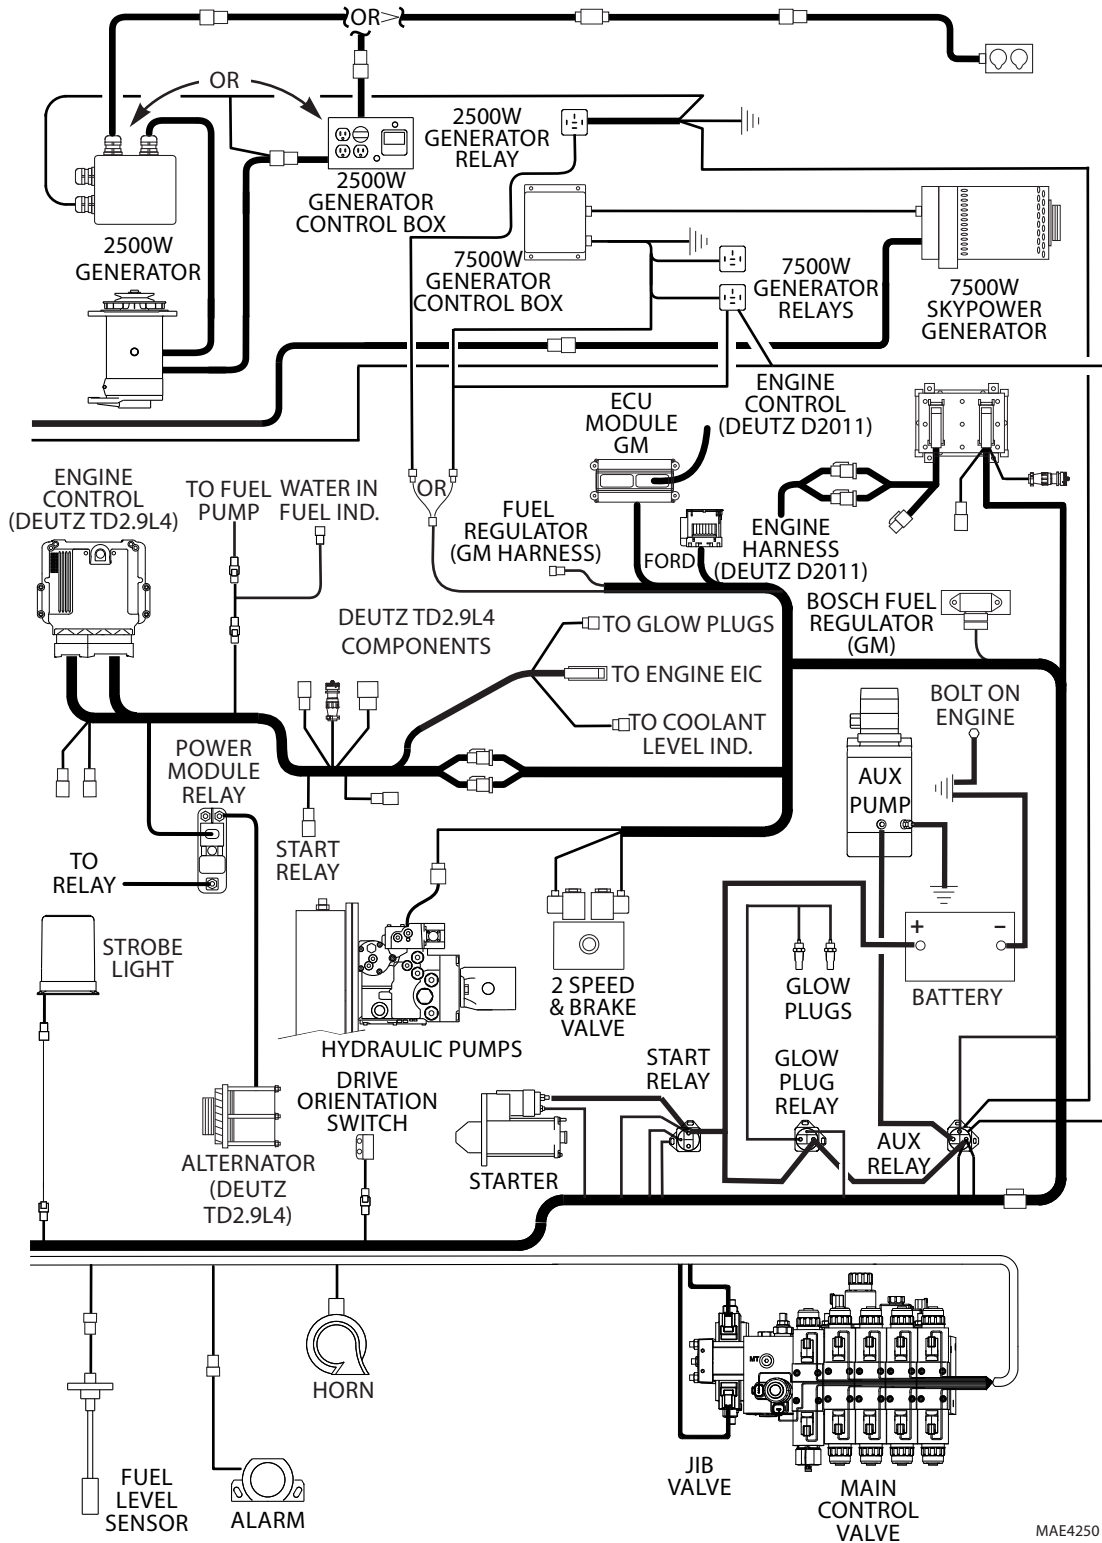 OR
OR
2500W
GENERATOR
RELAY
2500W
GENERATOR
CONTROL BOX
2500W
GENERATOR
7500W
GENERATOR
CONTROL BOX
7500W
GENERATOR
RELAYS
7500W
SKYPOWER
GENERATOR
ECU
MODULE
GM
ENGINE
CONTROL
(DEUTZ D2011)
ENGINE
CONTROL
(DEUTZ TD2.9L4)
TO FUEL
PUMP
WATER IN
FUEL IND.
OR
FUEL
REGULATOR
(GM HARNESS)
FORD
ENGINE
HARNESS
(DEUTZ D2011)
BOSCH FUEL
REGULATOR
(GM)
DEUTZ TD2.9L4
COMPONENTS
TO GLOW PLUGS
TO ENGINE EIC
TO COOLANT
LEVEL IND.
BOLT ON
ENGINE
POWER
MODULE
RELAY
AUX
PUMP
START
RELAY
TO
RELAY
STROBE
LIGHT
+
−
BATTERY
GLOW
PLUGS
2 SPEED
& BRAKE
VALVE
HYDRAULIC PUMPS
START
RELAY
GLOW
PLUG
RELAY
DRIVE
ORIENTATION
SWITCH
AUX
RELAY
STARTER
ALTERNATOR
(DEUTZ
TD2.9L4)
MT
HORN
FUEL
LEVEL
SENSOR
ALARM
JIB
VALVE
MAIN
CONTROL
VALVE
MAE4250